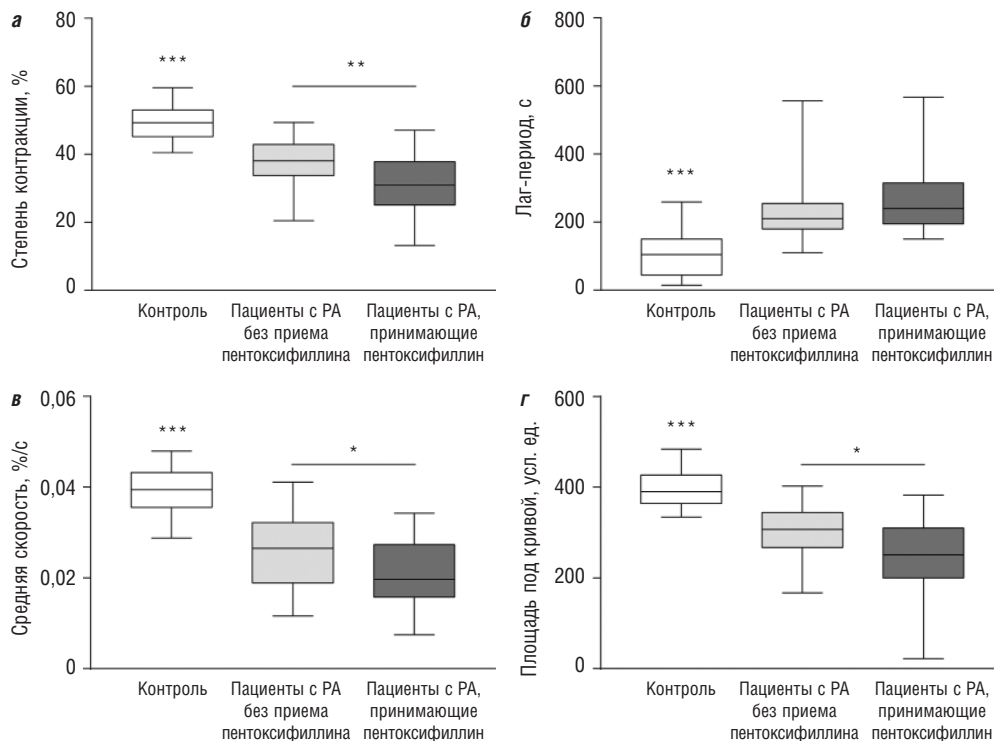 а
Степень контракции, %
80
60
40
20
0
***
**
Контроль
Пациенты с РА
без приема
пентоксифиллина
Пациенты с РА,
принимающие
пентоксифиллин
б
Лаг-период, с
800
600
400
200
0
***
Контроль
Пациенты с РА
без приема
пентоксифиллина
Пациенты с РА,
принимающие
пентоксифиллин
в
Средняя скорость, %/с
0,06
0,04
0,02
0
***
*
Контроль
Пациенты с РА
без приема
пентоксифиллина
Пациенты с РА,
принимающие
пентоксифиллин
г
Площадь под кривой, усл. ед.
600
400
200
0
***
*
Контроль
Пациенты с РА
без приема
пентоксифиллина
Пациенты с РА,
принимающие
пентоксифиллин